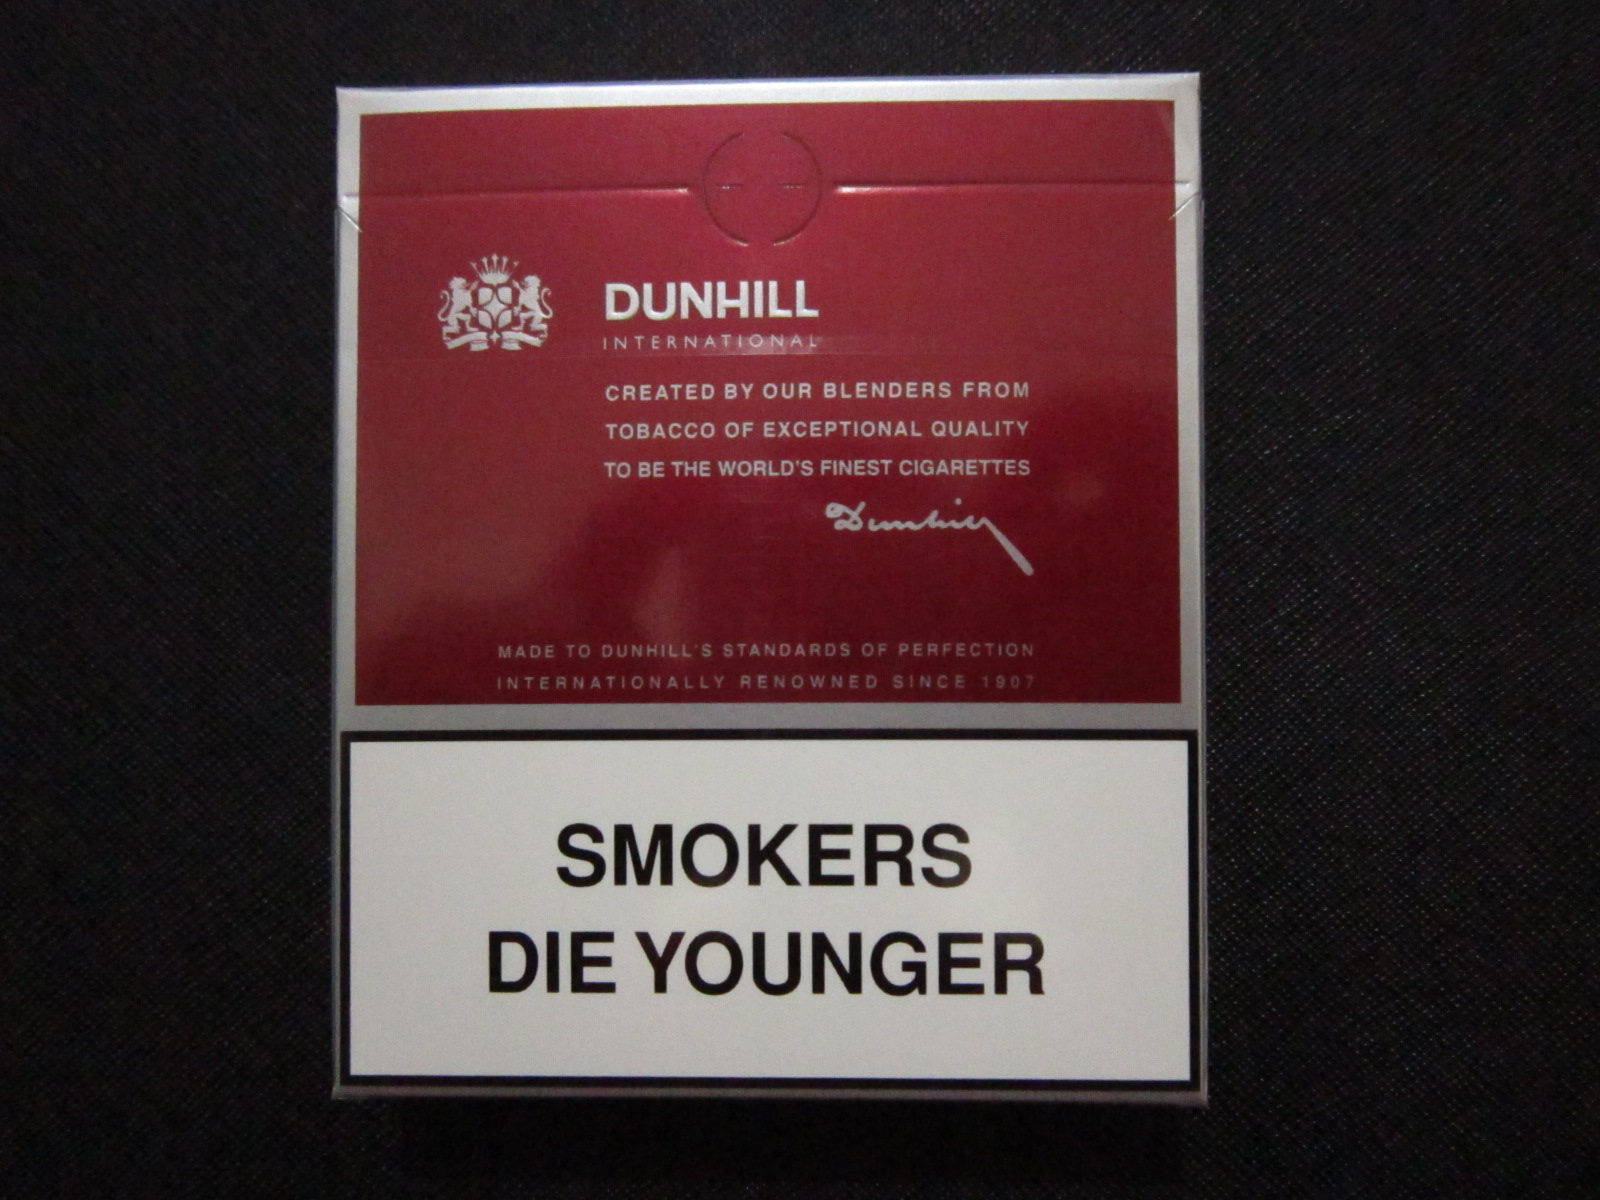 DUNHILL
INTERNATIONAL
CREATED BY OUR BLENDERS FROM
TOBACCO OF EXCEPTIONAL QUALITY
TO BE THE WORLD'S FINEST CIGARETTES
Dunhill
MADE TO DUNHILL'S STANDARDS OF PERFECTION
INTERNATIONALLY RENOWNED SINCE 1907
SMOKERS
DIE YOUNGER